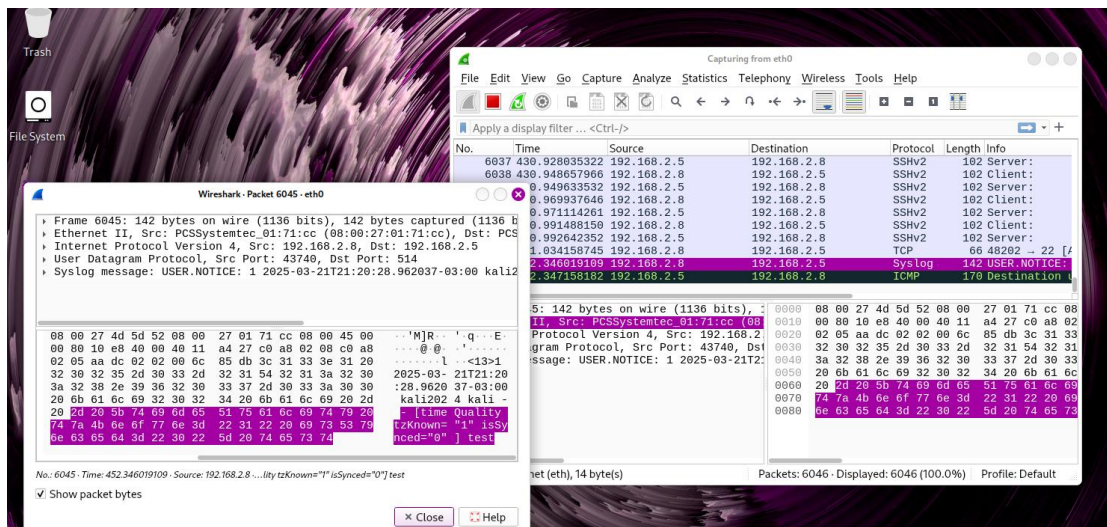 Trash
File System
Capturing from eth0
File Edit View Go Capture Analyze Statistics Telephony Wireless Tools Help
Apply a display filter ... <Ctrl-/>
No. Time Source Destination Protocol Length Info
6037 430.928035322 192.168.2.5 192.168.2.8 SSHv2 102 Server:
6038 430.948657966 192.168.2.8 192.168.2.5 SSHv2 102 Client:
0.949633532 192.168.2.5 192.168.2.8 SSHv2 102 Server:
0.969937646 192.168.2.8 192.168.2.5 SSHv2 102 Client:
0.971114261 192.168.2.5 192.168.2.8 SSHv2 102 Server:
0.991488150 192.168.2.8 192.168.2.5 SSHv2 102 Client:
0.992642352 192.168.2.5 192.168.2.8 SSHv2 102 Server:
1.034158745 192.168.2.8 192.168.2.5 TCP 66 48202 → 22 [A
2.346019109 192.168.2.8 192.168.2.5 Syslog 142 USER.NOTICE:
2.347158182 192.168.2.5 192.168.2.8 ICMP 170 Destination
5: 142 bytes on wire (1136 bits),
II, Src: PCSSystemtec_01:71:cc (08
Protocol Version 4, Src: 192.168.2.
gram Protocol, Src Port: 43740, Dst
ssage: USER.NOTICE: 1 2025-03-21T21:
0000 08 00 27 4d 5d 52 08 00 27 01 71 cc 08
0010 00 80 10 e8 40 00 40 11 a4 27 c0 a8 02
0020 02 05 aa dc 02 02 00 6c 85 db 3c 31 33
0030 32 30 32 35 2d 30 33 2d 32 31 54 32 31
0040 3a 32 38 2e 39 36 32 30 33 37 2d 30 33
0050 20 6b 61 6c 69 32 30 32 34 20 6b 61 6c
0060 20 2d 20 5b 74 69 6d 65 51 75 61 6c 69
0070 74 7a 4b 6e 6f 77 6e 3d 22 31 22 20 69
0080 6e 63 65 64 3d 22 30 22 5d 20 74 65 73
net (eth), 14 byte(s) Packets: 6046 · Displayed: 6046 (100.0%) Profile: Default
Wireshark · Packet 6045 · eth0
Frame 6045: 142 bytes on wire (1136 bits), 142 bytes captured (1136 b
Ethernet II, Src: PCSSystemtec_01:71:cc (08:00:27:01:71:cc), Dst: PCS
Internet Protocol Version 4, Src: 192.168.2.8, Dst: 192.168.2.5
User Datagram Protocol, Src Port: 43740, Dst Port: 514
Syslog message: USER.NOTICE: 1 2025-03-21T21:20:28.962037-03:00 kali2
08 00 27 4d 5d 52 08 00 27 01 71 cc 08 00 45 00 ··'M]R·· '·q···E·
00 80 10 e8 40 00 40 11 a4 27 c0 a8 02 08 c0 a8 ····@·@· ·'······
02 05 aa dc 02 02 00 6c 85 db 3c 31 33 3e 31 20 ·······l ··<13>1
32 30 32 35 2d 30 33 2d 32 31 54 32 31 3a 32 30 2025-03- 21T21:20
3a 32 38 2e 39 36 32 30 33 37 2d 30 33 3a 30 30 :28.9620 37-03:00
20 6b 61 6c 69 32 30 32 34 20 6b 61 6c 69 20 2d kali202 4 kali -
20 2d 20 5b 74 69 6d 65 51 75 61 6c 69 74 79 20 - [time Quality
74 7a 4b 6e 6f 77 6e 3d 22 31 22 20 69 73 53 79 tzKnown= "1" isSy
6e 63 65 64 3d 22 30 22 5d 20 74 65 73 74 nced="0" ] test
No.: 6045 · Time: 452.346019109 · Source: 192.168.2.8 · ...lity tzKnown="1" isSynced="0"] test
Show packet bytes
Close Help